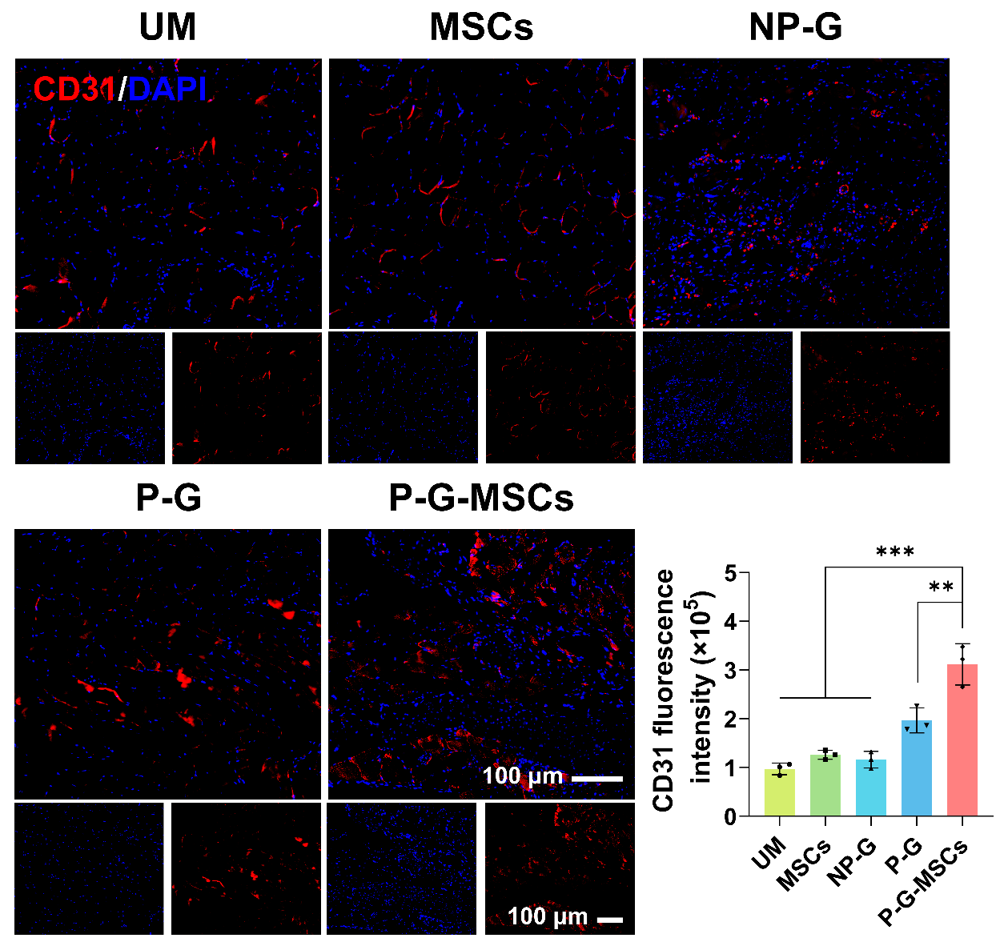 UM MSCs NP-G
CD31/DAPI
P-G P-G-MSCs
100 µm
100 µm
CD31 fluorescence
intensity (×10⁵)
***
**
5
4
3
2
1
0
UM
MSCs
NP-G
P-G
P-G-MSCs